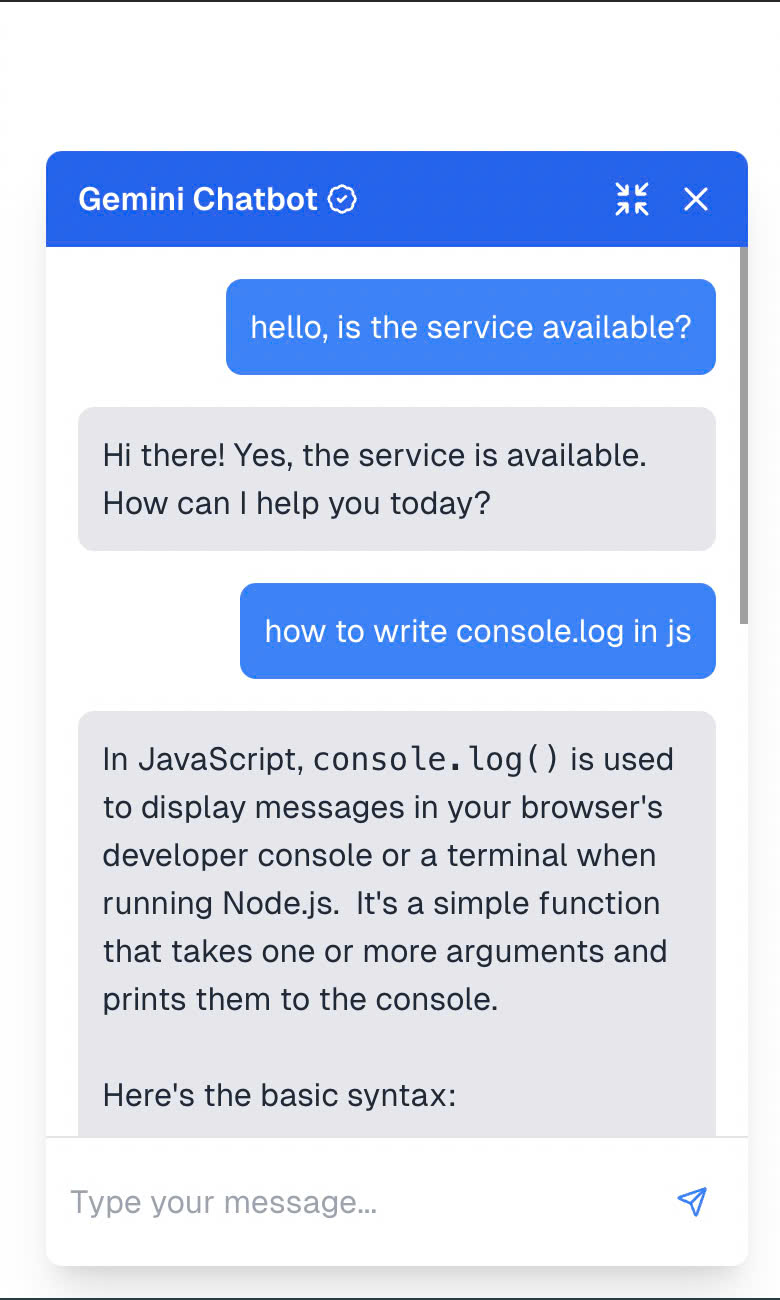 Gemini Chatbot
hello, is the service available?
Hi there! Yes, the service is available.
How can I help you today?
how to write console.log in js
In JavaScript, console.log() is used
to display messages in your browser's
developer console or a terminal when
running Node.js.  It's a simple function
that takes one or more arguments and
prints them to the console.
Here's the basic syntax:
Type your message...